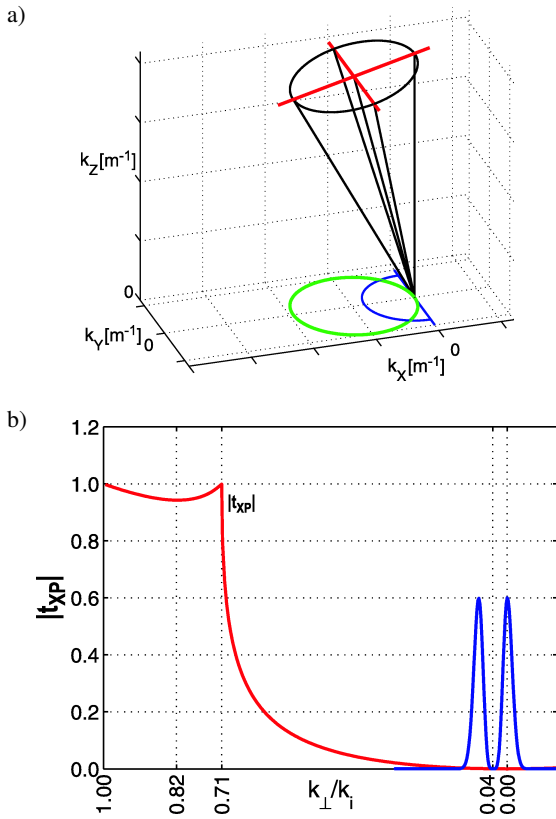 a)
k_Z[m⁻¹]
0
k_Y[m⁻¹] 0
k_X[m⁻¹]
0
b)
1.2
1.0
0.8
0.6
0.4
0.2
0.0
|t_XP|
|t_XP|
1.00
0.82
0.71
k_⊥/k_i
0.04
0.00